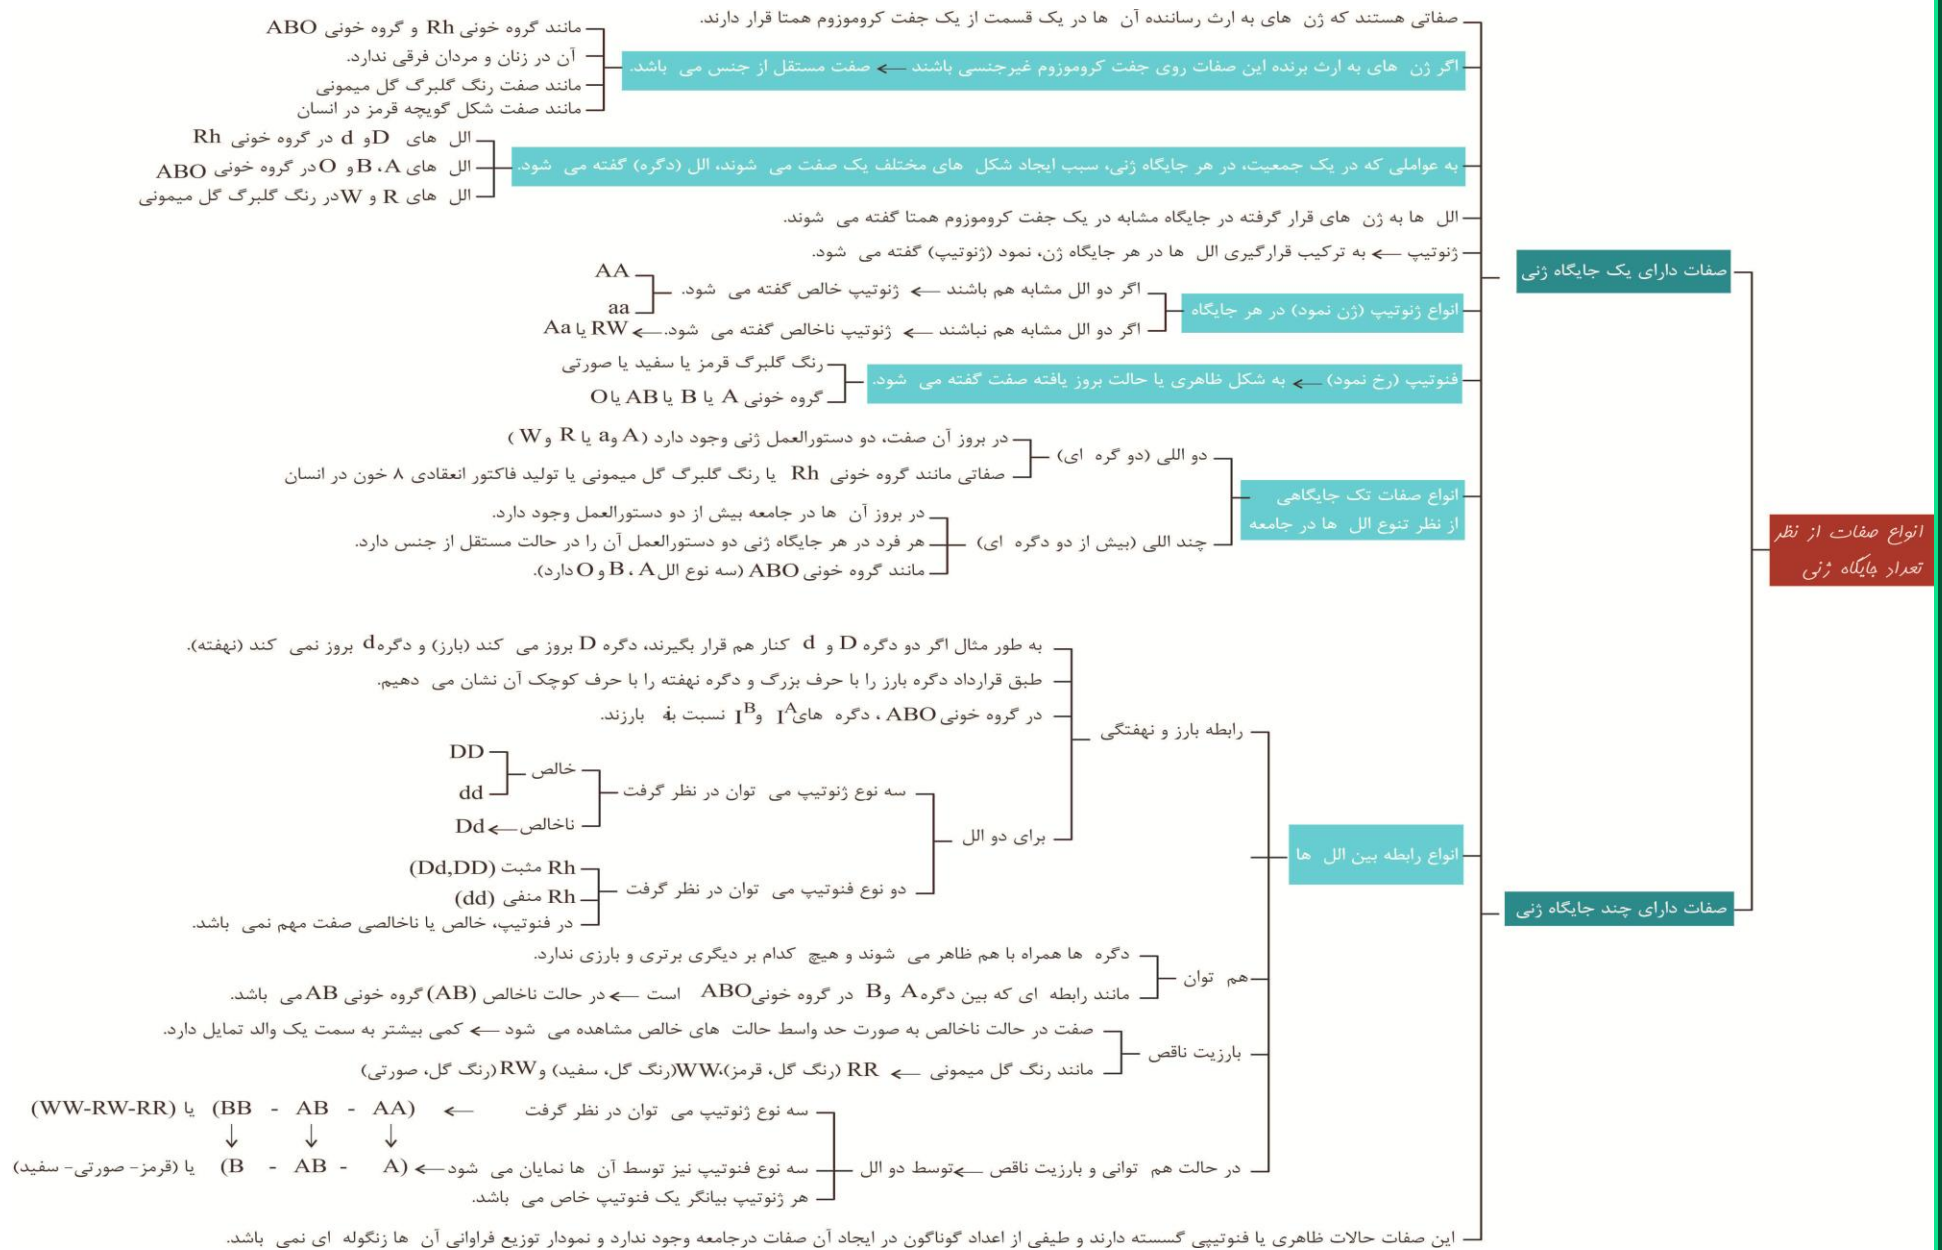 انواع صفات از نظر
تعداد جایگاه ژنی
صفات دارای یک جایگاه ژنی
صفاتی هستند که ژن های به ارث رساننده آن ها در یک قسمت از یک جفت کروموزوم همتا قرار دارند.
اگر ژن های به ارث برنده این صفات روی جفت کروموزوم غیرجنسی باشند ← صفت مستقل از جنس می باشد.
مانند گروه خونی Rh و گروه خونی ABO
آن در زنان و مردان فرقی ندارد.
مانند صفت رنگ گلبرگ گل میمونی
مانند صفت شکل گویچه قرمز در انسان
به عواملی که در یک جمعیت، در هر جایگاه ژنی، سبب ایجاد شکل های مختلف یک صفت می شوند، الل (دگره) گفته می شود.
الل های D و d در گروه خونی Rh
الل های A، B و O در گروه خونی ABO
الل های R و W در رنگ گلبرگ گل میمونی
الل ها به ژن های قرار گرفته در جایگاه مشابه در یک جفت کروموزوم همتا گفته می شوند.
ژنوتیپ ← به ترکیب قرارگیری الل ها در هر جایگاه ژن، نمود (ژنوتیپ) گفته می شود.
انواع ژنوتیپ (ژن نمود) در هر جایگاه
اگر دو الل مشابه هم باشند ← ژنوتیپ خالص گفته می شود.
AA
aa
اگر دو الل مشابه هم نباشند ← ژنوتیپ ناخالص گفته می شود. ← RW یا Aa
فنوتیپ (رخ نمود) ← به شکل ظاهری یا حالت بروز یافته صفت گفته می شود.
رنگ گلبرگ قرمز یا سفید یا صورتی
گروه خونی A یا B یا AB یا O
انواع صفات تک جایگاهی
از نظر تنوع الل ها در جامعه
دو اللی (دو گره ای)
در بروز آن صفت، دو دستورالعمل ژنی وجود دارد (A و a یا R و W)
صفاتی مانند گروه خونی Rh یا رنگ گلبرگ گل میمونی یا تولید فاکتور انعقادی ۸ خون در انسان
چند اللی (بیش از دو دگره ای)
در بروز آن ها در جامعه بیش از دو دستورالعمل وجود دارد.
هر فرد در هر جایگاه ژنی دو دستورالعمل آن را در حالت مستقل از جنس دارد.
مانند گروه خونی ABO (سه نوع الل A، B و O دارد).
صفات دارای چند جایگاه ژنی
انواع رابطه بین الل ها
رابطه بارز و نهفتگی
به طور مثال اگر دو دگره D و d کنار هم قرار بگیرند، دگره D بروز می کند (بارز) و دگره d بروز نمی کند (نهفته).
طبق قرارداد دگره بارز را با حرف بزرگ و دگره نهفته را با حرف کوچک آن نشان می دهیم.
در گروه خونی ABO ، دگره های I^A و I^B نسبت به i بارزند.
برای دو الل
سه نوع ژنوتیپ می توان در نظر گرفت
خالص
DD
dd
ناخالص ← Dd
دو نوع فنوتیپ می توان در نظر گرفت
Rh مثبت (Dd,DD)
Rh منفی (dd)
در فنوتیپ، خالص یا ناخالصی صفت مهم نمی باشد.
هم توان
دگره ها همراه با هم ظاهر می شوند و هیچ کدام بر دیگری برتری و بارزی ندارد.
مانند رابطه ای که بین دگره A و B در گروه خونی ABO است ← در حالت ناخالص (AB) گروه خونی AB می باشد.
بارزیت ناقص
صفت در حالت ناخالص به صورت حد واسط حالت های خالص مشاهده می شود ← کمی بیشتر به سمت یک والد تمایل دارد.
مانند رنگ گل میمونی ← RR (رنگ گل، قرمز)،WW(رنگ گل، سفید) و RW (رنگ گل، صورتی)
در حالت هم توانی و بارزیت ناقص ← توسط دو الل
سه نوع ژنوتیپ می توان در نظر گرفت ← (BB - AB - AA) یا (WW-RW-RR)
سه نوع فنوتیپ نیز توسط آن ها نمایان می شود ← (B - AB - A) یا (قرمز- صورتی- سفید)
هر ژنوتیپ بیانگر یک فنوتیپ خاص می باشد.
این صفات حالات ظاهری یا فنوتیپی گسسته دارند و طیفی از اعداد گوناگون در ایجاد آن صفات درجامعه وجود ندارد و نمودار توزیع فراوانی آن ها زنگوله ای نمی باشد.